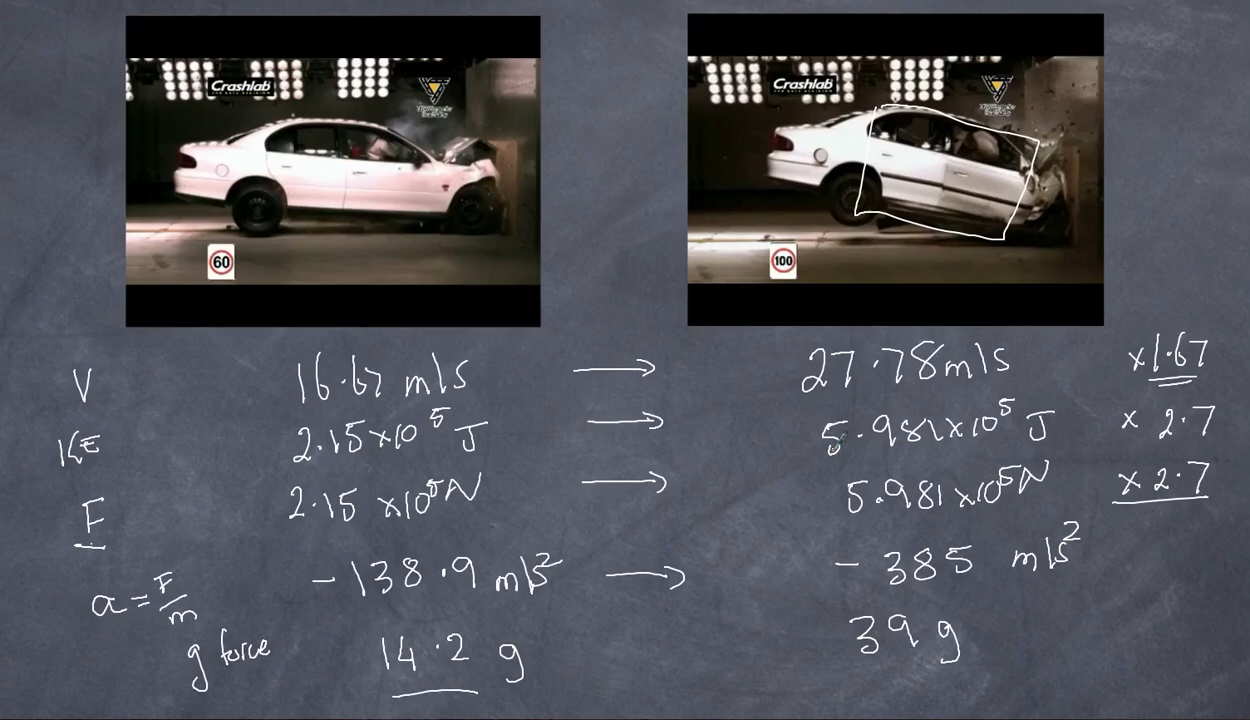 Crashlab
60
Crashlab
100
V 16.67 m/s → 27.78 m/s ×1.67
KE 2.15×10⁵ J → 5.981×10⁵ J × 2.7
F 2.15 ×10⁵ N → 5.981×10⁵ N × 2.7
a = F/m - 138.9 m/s² → - 385 m/s²
g force 14.2 g 39 g